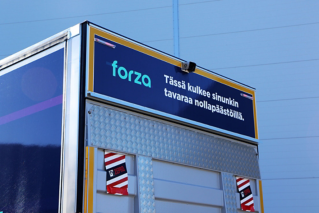 forza
Tässä kulkee sinunkin
tavaraa nollapäästöillä.